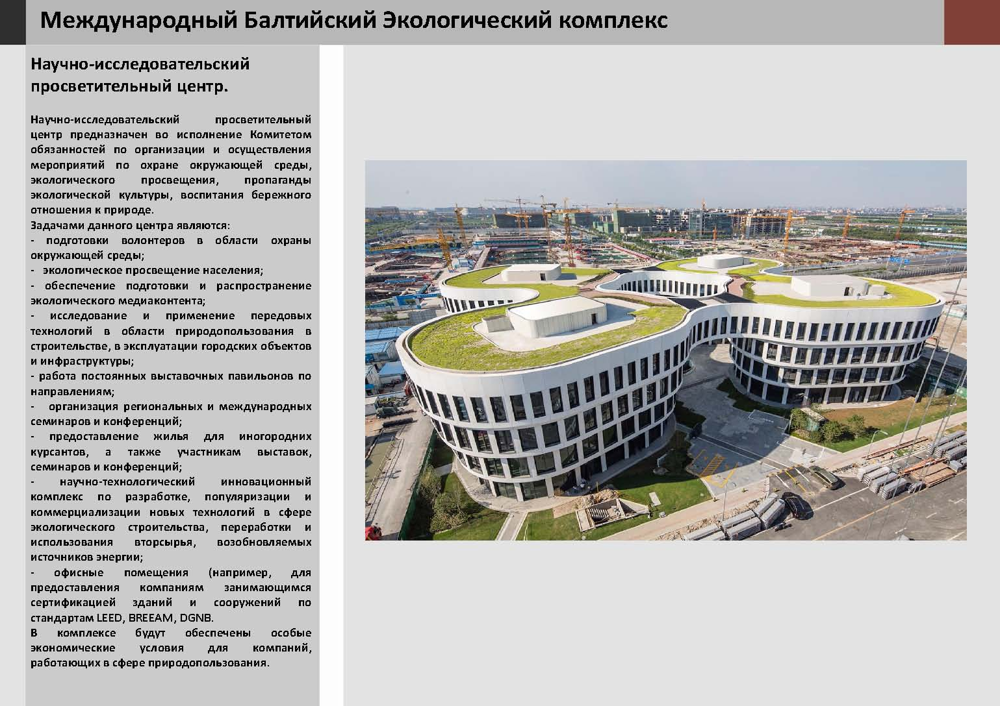 Международный Балтийский Экологический комплекс
Научно-исследовательский
просветительный центр.
Научно-исследовательский просветительный
центр предназначен во исполнение Комитетом
обязанностей по организации и осуществления
мероприятий по охране окружающей среды,
экологического просвещения, пропаганды
экологической культуры, воспитания бережного
отношения к природе.
Задачами данного центра являются:
- подготовки волонтеров в области охраны
окружающей среды;
- экологическое просвещение населения;
- обеспечение подготовки и распространение
экологического медиаконтента;
- исследование и применение передовых
технологий в области природопользования в
строительстве, в эксплуатации городских объектов
и инфраструктуры;
- работа постоянных выставочных павильонов по
направлениям;
- организация региональных и международных
семинаров и конференций;
- предоставление жилья для иногородних
курсантов, а также участникам выставок,
семинаров и конференций;
- научно-технологический инновационный
комплекс по разработке, популяризации и
коммерциализации новых технологий в сфере
экологического строительства, переработки и
использования вторсырья, возобновляемых
источников энергии;
- офисные помещения (например, для
предоставления компаниям занимающимся
сертификацией зданий и сооружений по
стандартам LEED, BREEAM, DGNB.
В комплексе будут обеспечены особые
экономические условия для компаний,
работающих в сфере природопользования.